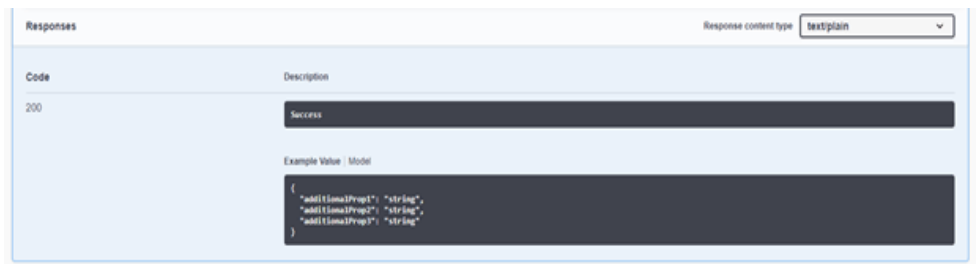 Responses
Response content type text/plain
Code Description
200 Success
Example Value | Model
{
"additionalProp1": "string",
"additionalProp2": "string",
"additionalProp3": "string"
}